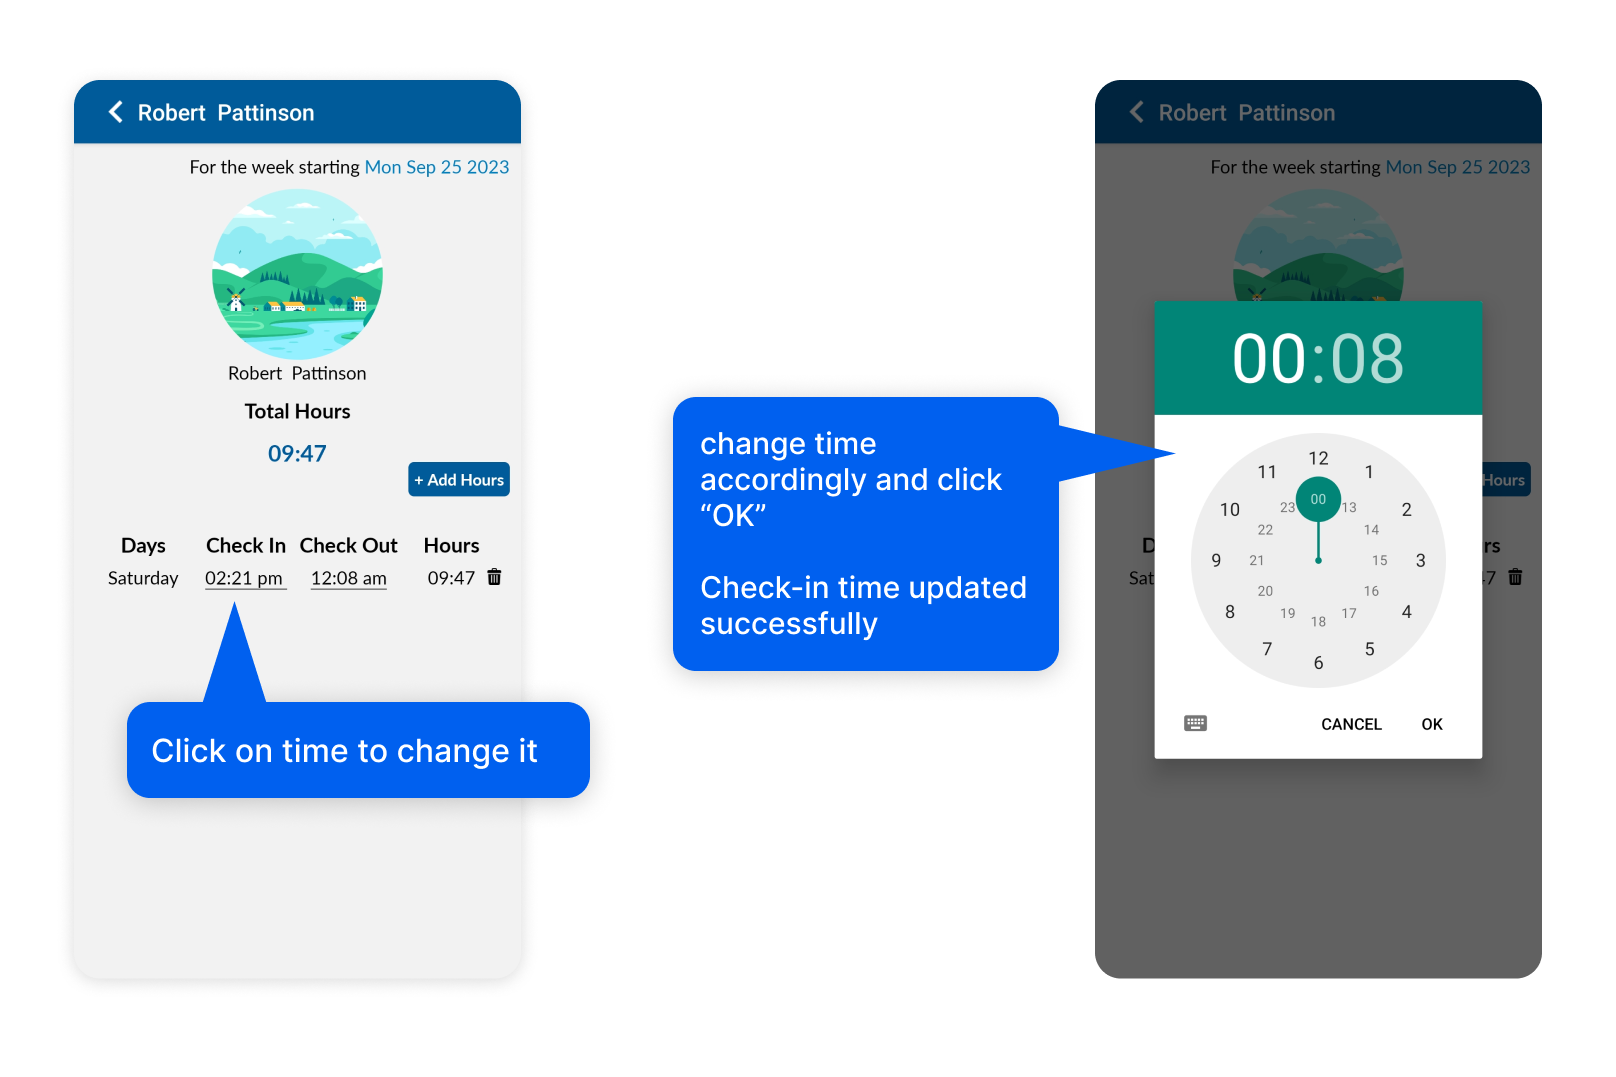 Robert Pattinson
For the week starting Mon Sep 25 2023
Robert Pattinson
Total Hours
09:47
+ Add Hours
Days Check In Check Out Hours
Saturday 02:21 pm 12:08 am 09:47
Click on time to change it
change time
accordingly and click
“OK”
Check-in time updated
successfully
Robert Pattinson
For the week starting Mon Sep 25 2023
00:08
12
11 1
00
10 23 13 2
22 14
9 21 15 3
20 16
8 19 17 4
18
7 5
6
CANCEL OK
Hours
D rs
Sat 47